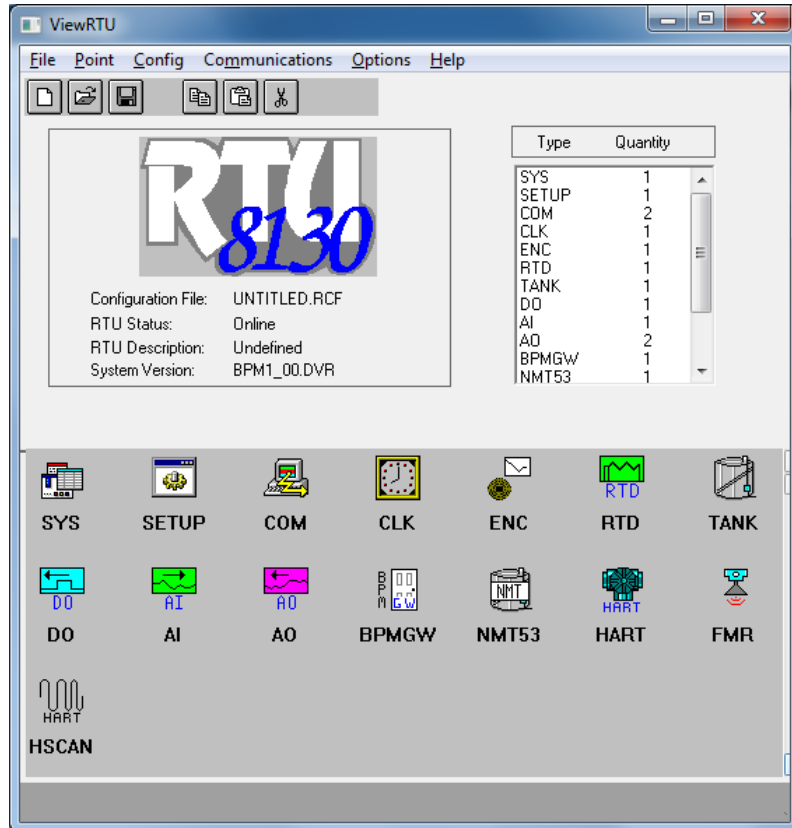 ViewRTU
File Point Config Communications Options Help
RTU
8130
Configuration File: UNTITLED.RCF
RTU Status: Online
RTU Description: Undefined
System Version: BPM1_00.DVR
Type Quantity
SYS 1
SETUP 1
COM 2
CLK 1
ENC 1
RTD 1
TANK 1
DO 1
AI 1
AO 2
BPMGW 1
NMT53 1
RTD
SYS SETUP COM CLK ENC RTD TANK
DO AI AO BPM GW NMT HART
DO AI AO BPMGW NMT53 HART FMR
HART
HSCAN